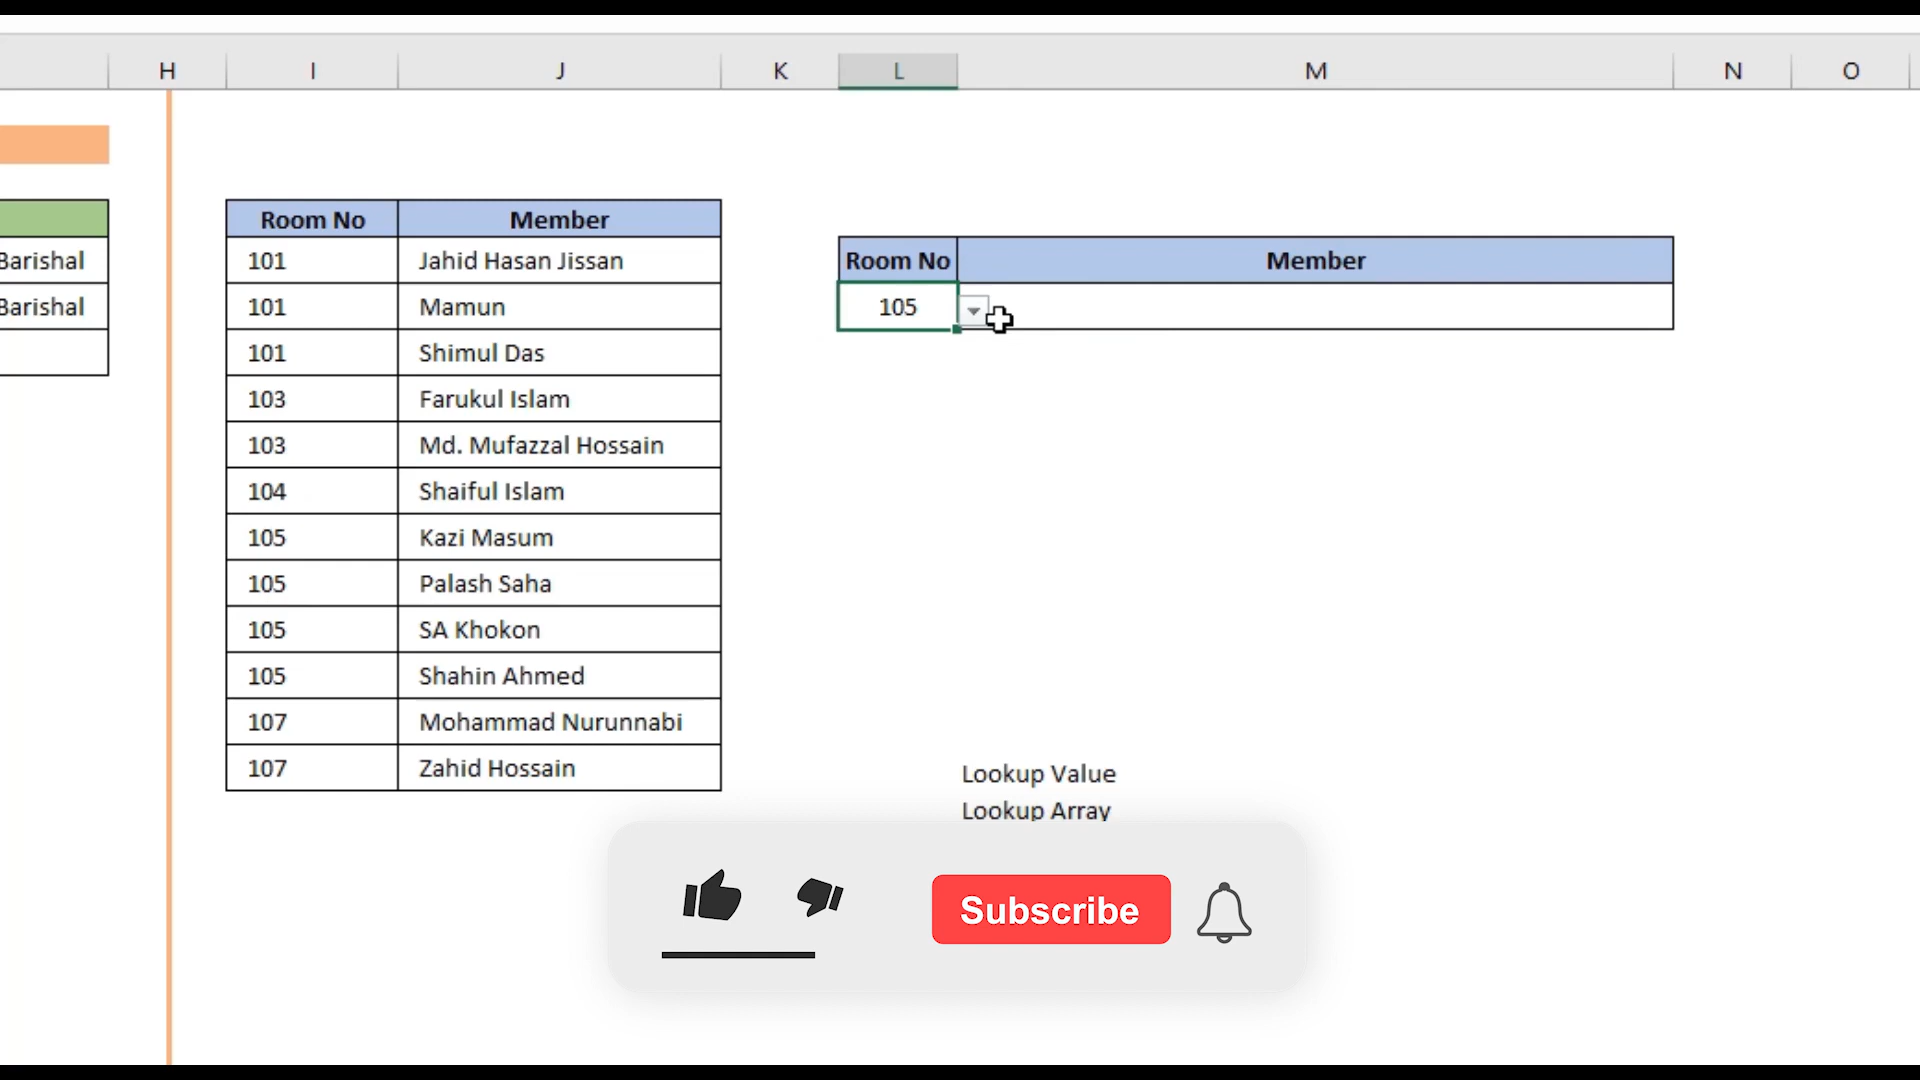 H I J K L M N O
Room No Member
Barishal 101 Jahid Hasan Jissan Room No Member
Barishal 101 Mamun 105
101 Shimul Das
103 Farukul Islam
103 Md. Mufazzal Hossain
104 Shaiful Islam
105 Kazi Masum
105 Palash Saha
105 SA Khokon
105 Shahin Ahmed
107 Mohammad Nurunnabi
107 Zahid Hossain Lookup Value
Lookup Array
Subscribe